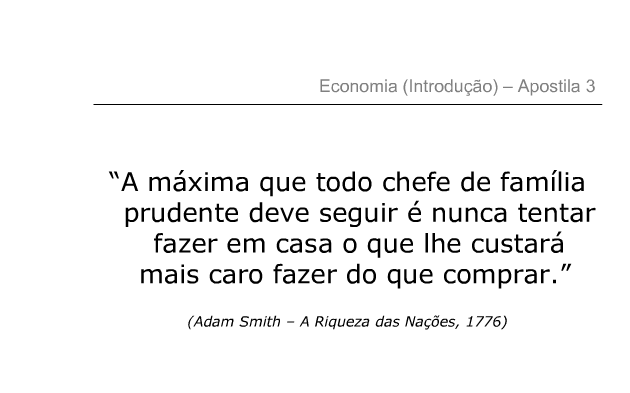 Economia (Introdução) – Apostila 3
“A máxima que todo chefe de família
prudente deve seguir é nunca tentar
fazer em casa o que lhe custará
mais caro fazer do que comprar.”
(Adam Smith – A Riqueza das Nações, 1776)